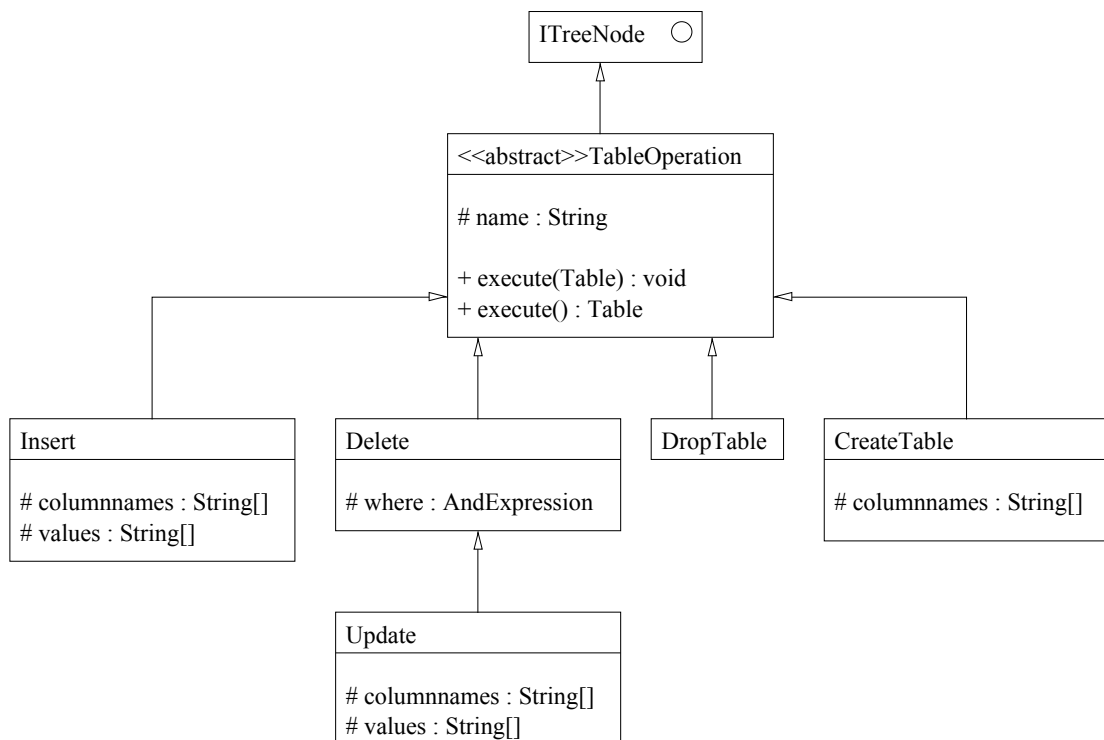 ITreeNode
<<abstract>>TableOperation
# name : String
+ execute(Table) : void
+ execute() : Table
Insert
# columnnames : String[]
# values : String[]
Delete
# where : AndExpression
DropTable
CreateTable
# columnnames : String[]
Update
# columnnames : String[]
# values : String[]